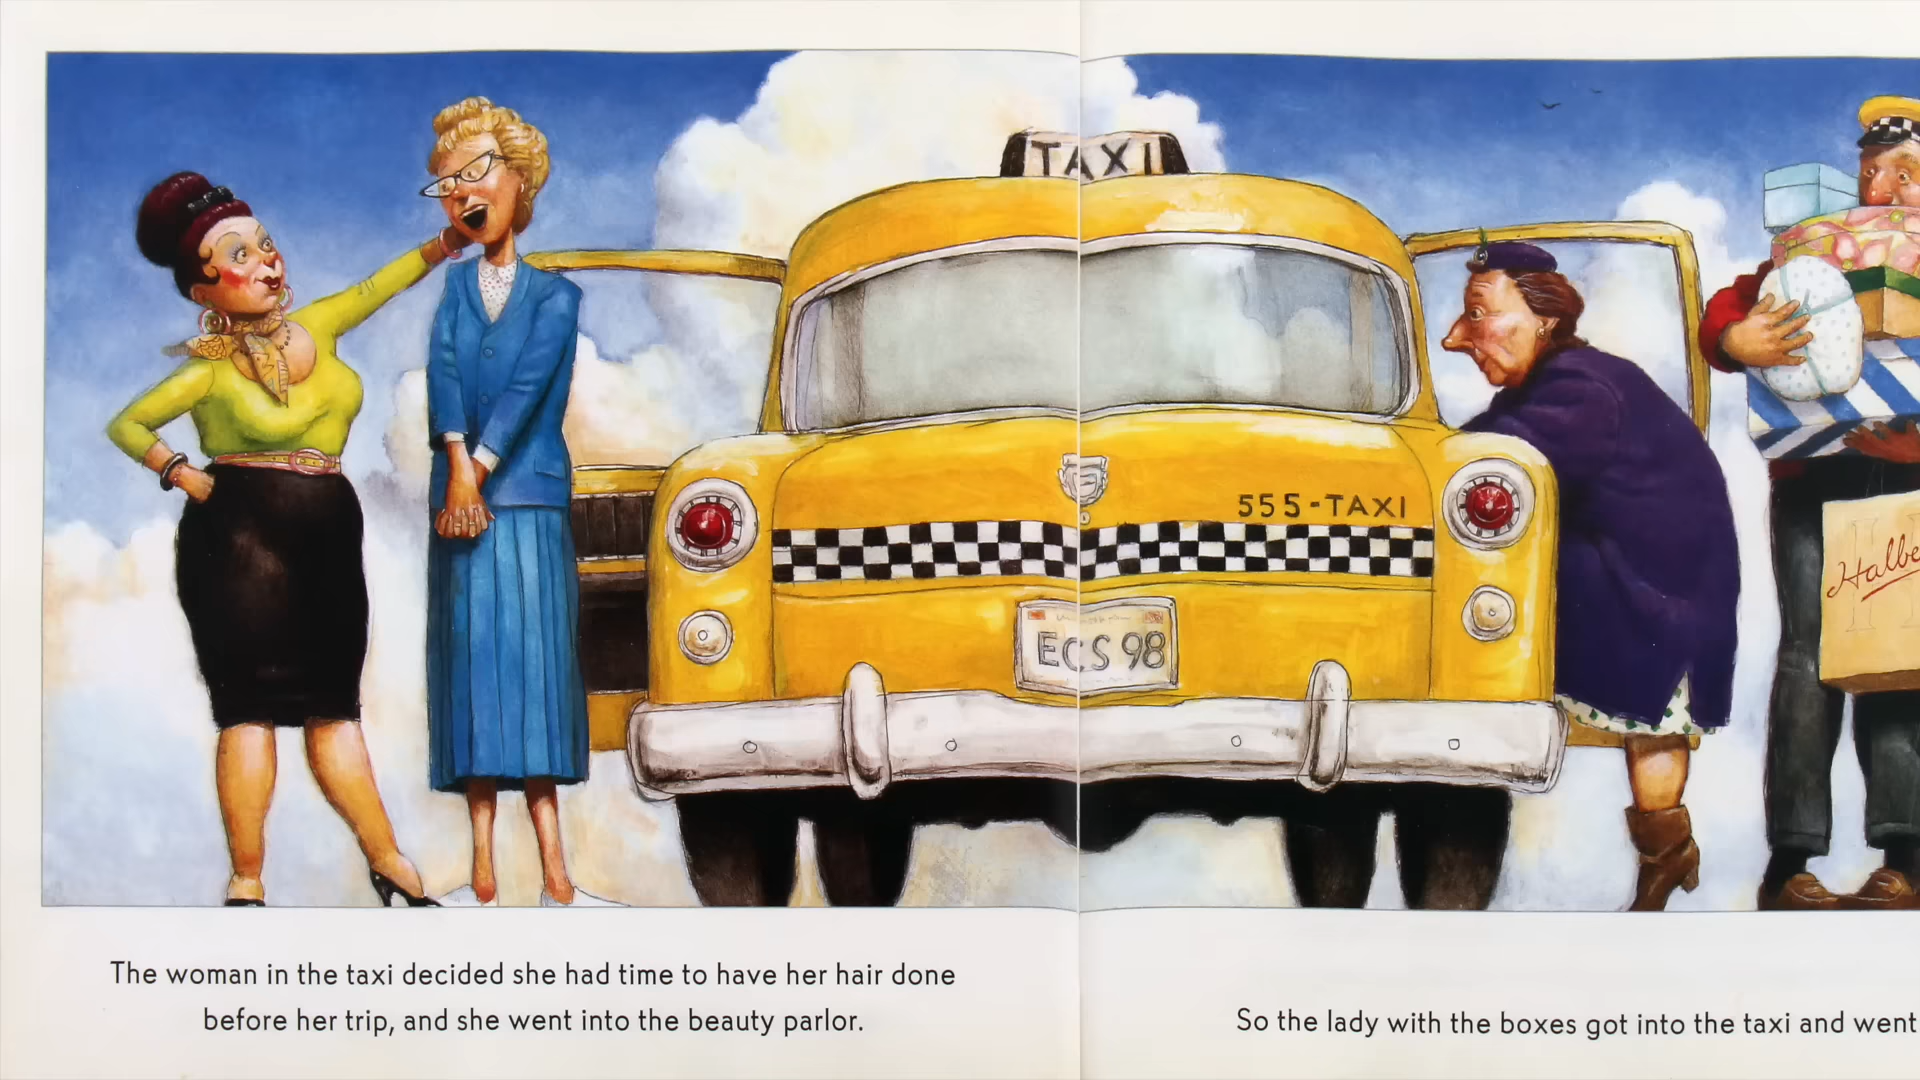 TAXI
555-TAXI
ECS 98
Halbe
The woman in the taxi decided she had time to have her hair done
before her trip, and she went into the beauty parlor.
So the lady with the boxes got into the taxi and went